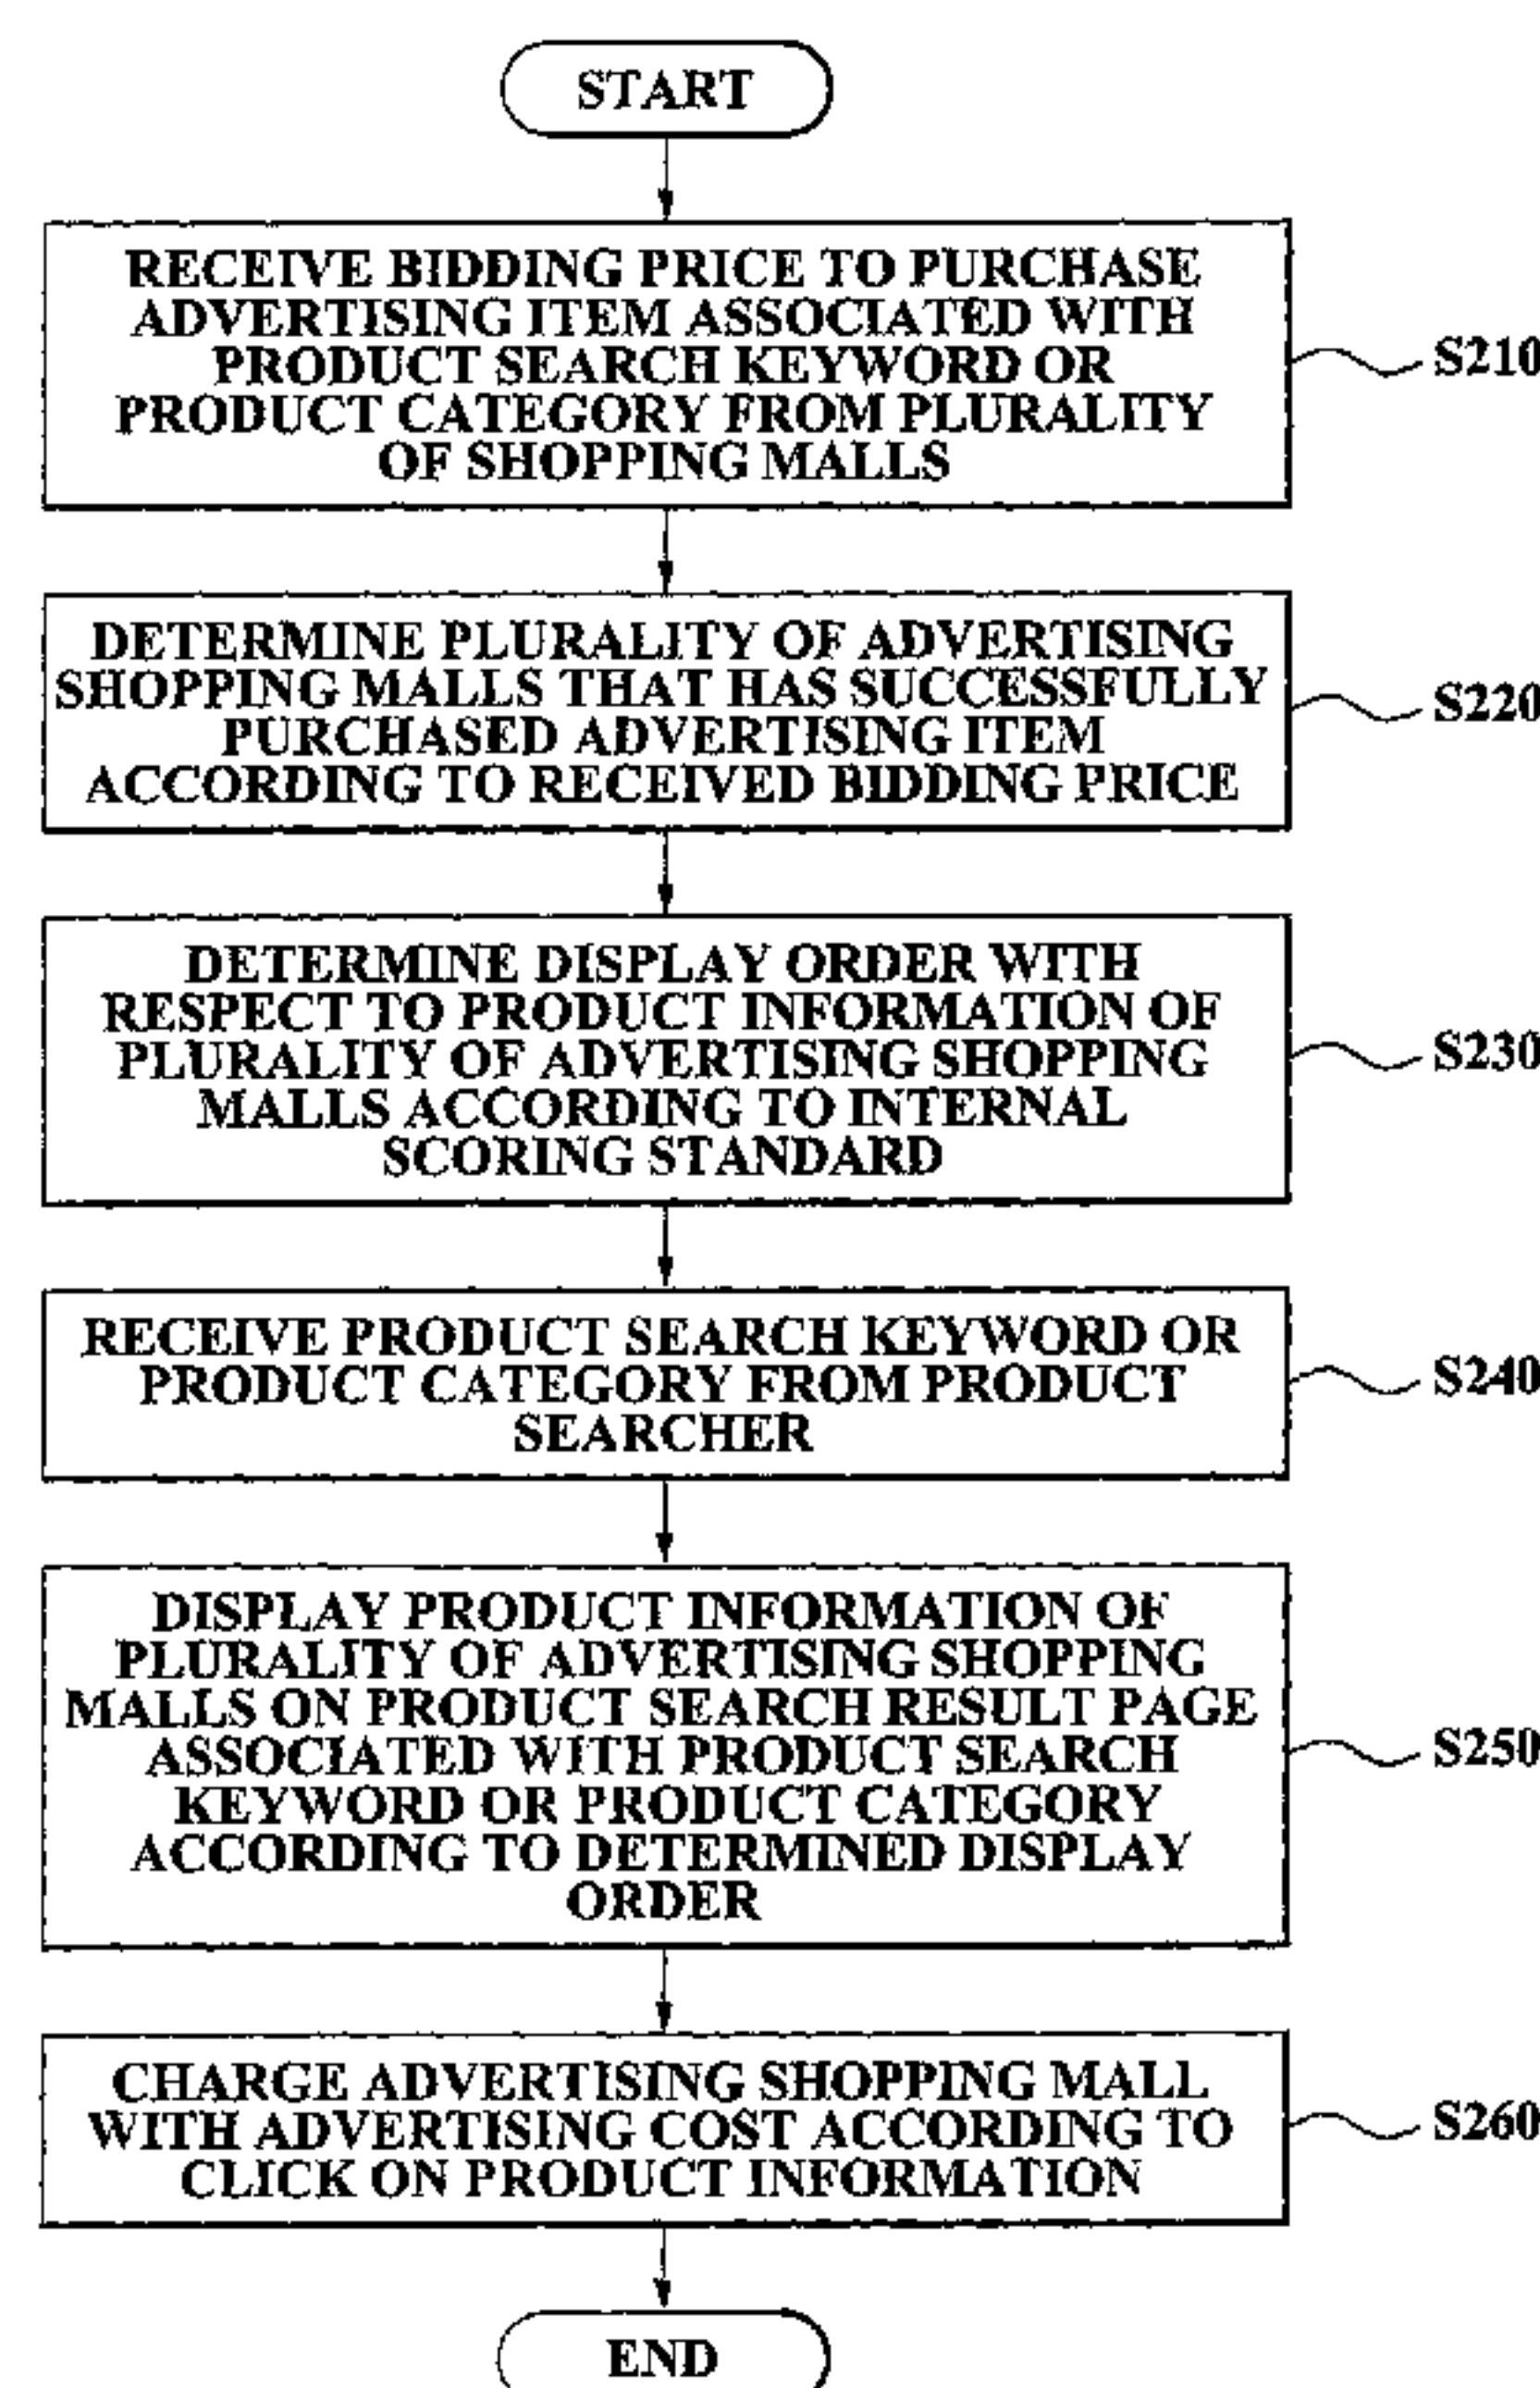 START
RECEIVE BIDDING PRICE TO PURCHASE
ADVERTISING ITEM ASSOCIATED WITH
PRODUCT SEARCH KEYWORD OR
PRODUCT CATEGORY FROM PLURALITY
OF SHOPPING MALLS
S210
DETERMINE PLURALITY OF ADVERTISING
SHOPPING MALLS THAT HAS SUCCESSFULLY
PURCHASED ADVERTISING ITEM
ACCORDING TO RECEIVED BIDDING PRICE
S220
DETERMINE DISPLAY ORDER WITH
RESPECT TO PRODUCT INFORMATION OF
PLURALITY OF ADVERTISING SHOPPING
MALLS ACCORDING TO INTERNAL
SCORING STANDARD
S230
RECEIVE PRODUCT SEARCH KEYWORD OR
PRODUCT CATEGORY FROM PRODUCT
SEARCHER
S240
DISPLAY PRODUCT INFORMATION OF
PLURALITY OF ADVERTISING SHOPPING
MALLS ON PRODUCT SEARCH RESULT PAGE
ASSOCIATED WITH PRODUCT SEARCH
KEYWORD OR PRODUCT CATEGORY
ACCORDING TO DETERMINED DISPLAY
ORDER
S250
CHARGE ADVERTISING SHOPPING MALL
WITH ADVERTISING COST ACCORDING TO
CLICK ON PRODUCT INFORMATION
S260
END